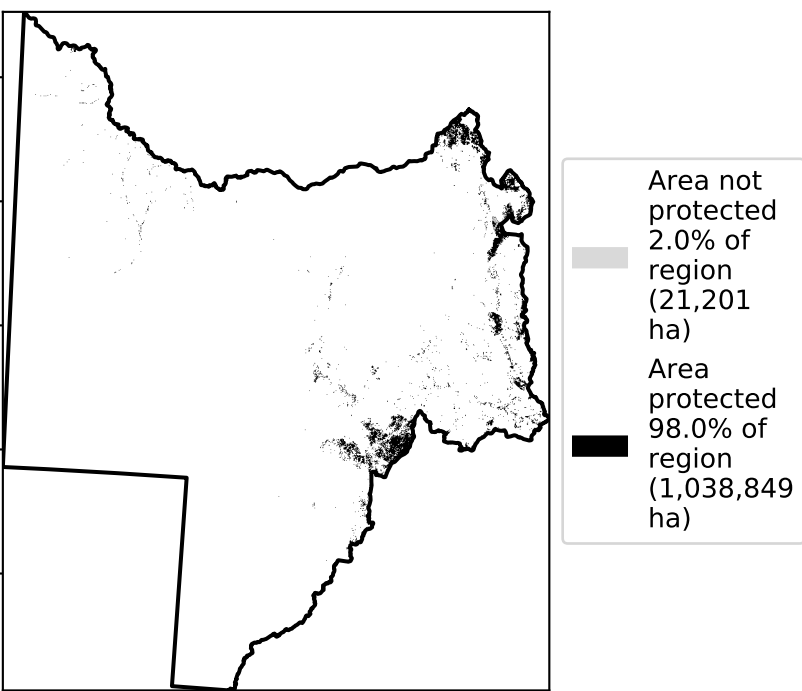 Area not
protected
2.0% of
region
(21,201
ha)
Area
protected
98.0% of
region
(1,038,849
ha)